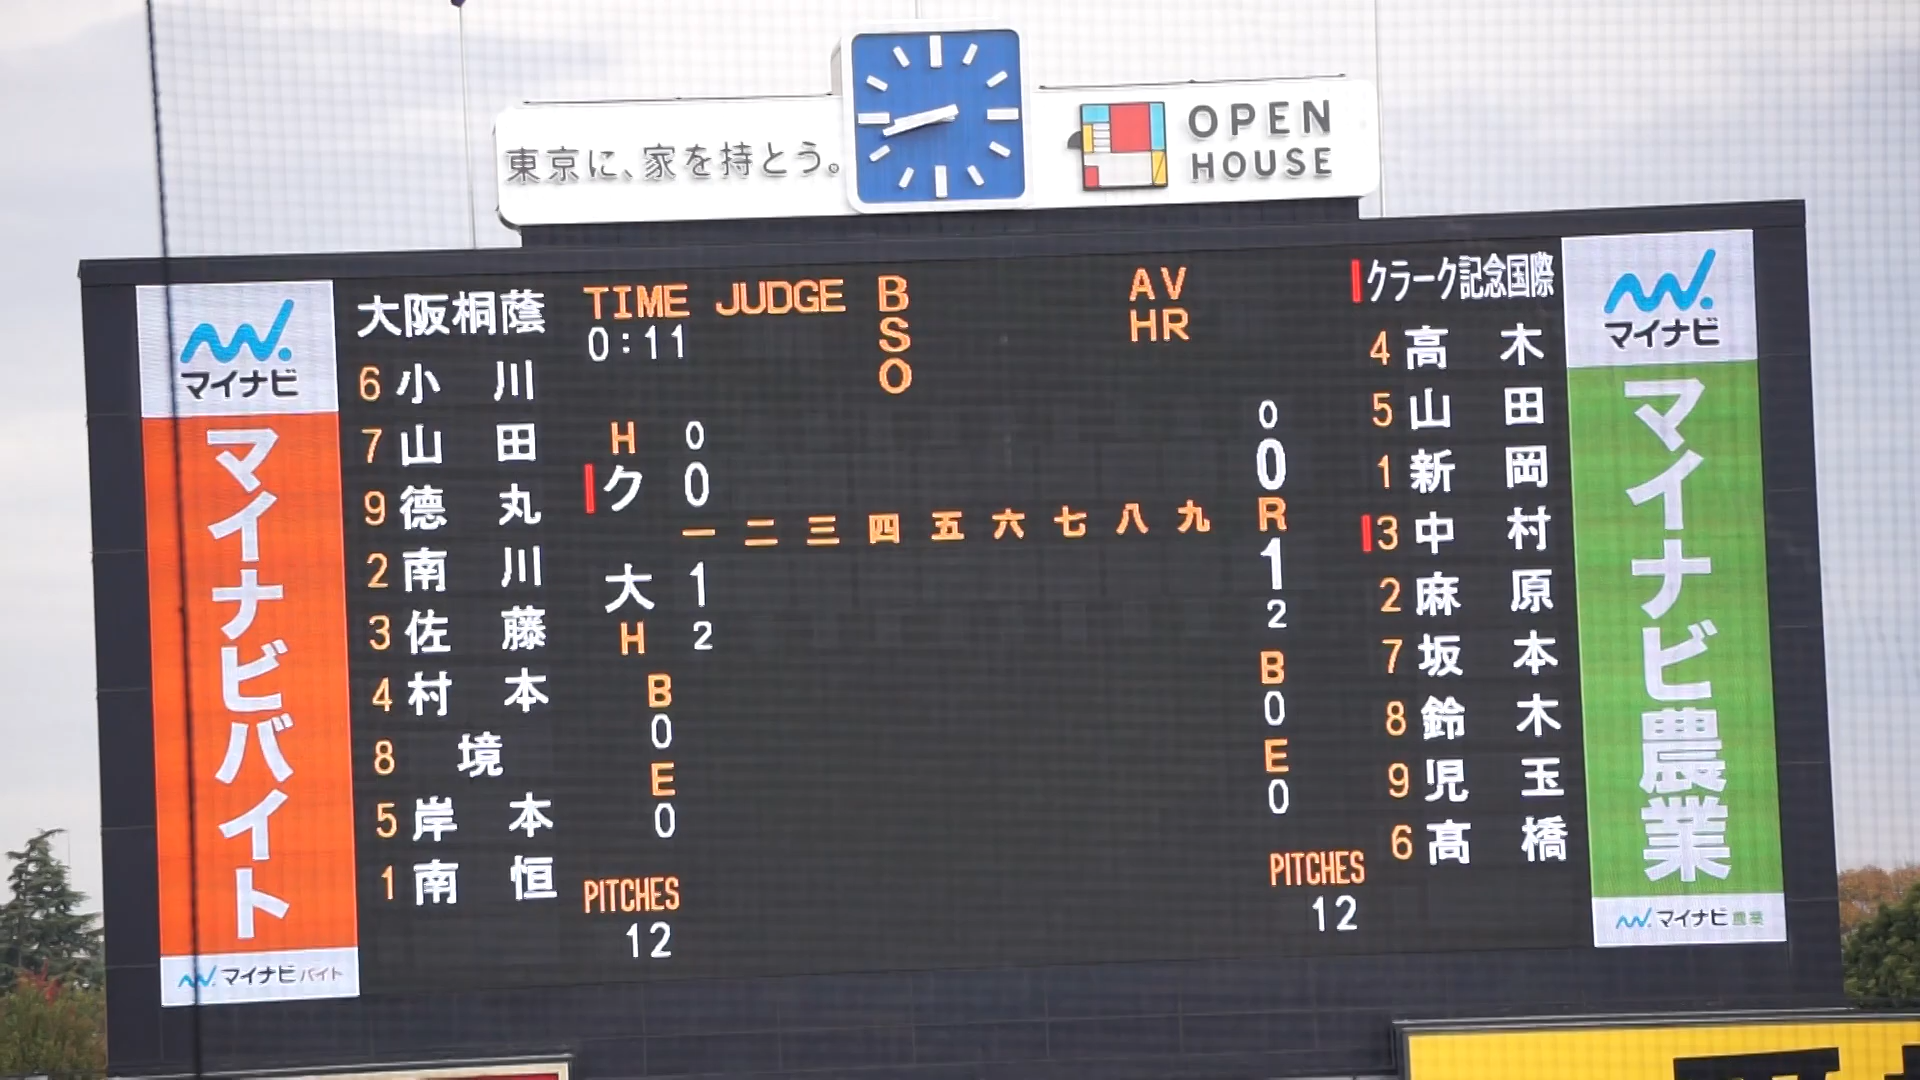 東京に、家を持とう。
OPEN
HOUSE
マイナビ
マイナビバイト
マイナビバイト
大阪桐蔭
6 小川
7 山田
9 徳丸
2 南川
3 佐藤
4 村本
8 境
5 岸本
1 南恒
TIME JUDGE B
0:11
S
O
AV
HR
H 0 0
ク 0 0
一 二 三 四 五 六 七 八 九 R
大 1 1
H 2 2
B B
0 0
E E
0 0
PITCHES
12
PITCHES
12
クラーク記念国際
4 高木
5 山田
1 新岡
3 中村
2 麻原
7 坂本
8 鈴木
9 児玉
6 髙橋
マイナビ
マイナビ農業
マイナビ農業